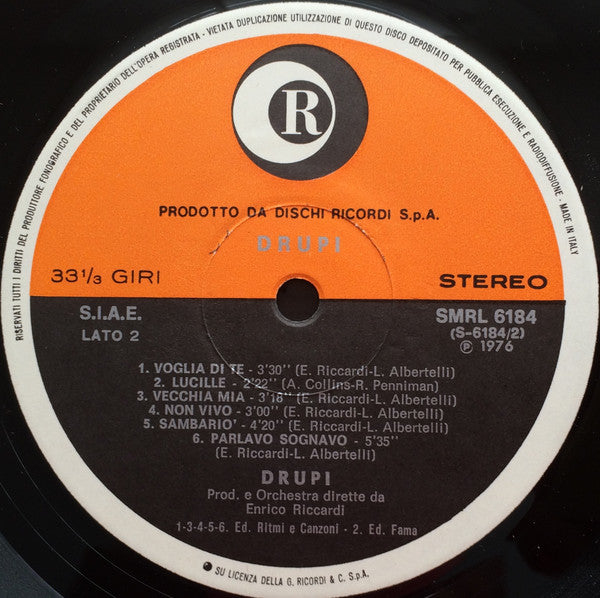 RISERVATI TUTTI I DIRITTI DEL PRODUTTORE FONOGRAFICO E DEL PROPRIETARIO DELL'OPERA REGISTRATA - VIETATA DUPLICAZIONE UTILIZZAZIONE DI QUESTO DISCO DEPOSITATO PER PUBBLICA ESECUZIONE E RADIODIFFUSIONE - MADE IN ITALY
R
PRODOTTO DA DISCHI RICORDI S.p.A.
DRUPI
33 1/3 GIRI
STEREO
S.I.A.E.
LATO 2
SMRL 6184
(S-6184/2)
℗ 1976
1. VOGLIA DI TE - 3'30" (E. Riccardi-L. Albertelli)
2. LUCILLE - 2'22" (A. Collins-R. Penniman)
3. VECCHIA MIA - 3'18" (E. Riccardi-L. Albertelli)
4. NON VIVO - 3'00" (E. Riccardi-L. Albertelli)
5. SAMBARIO' - 4'20" (E. Riccardi-L. Albertelli)
6. PARLAVO SOGNAVO - 5'35"
(E. Riccardi-L. Albertelli)
DRUPI
Prod. e Orchestra dirette da
Enrico Riccardi
1-3-4-5-6. Ed. Ritmi e Canzoni - 2. Ed. Fama
SU LICENZA DELLA G. RICORDI & C. S.p.A.